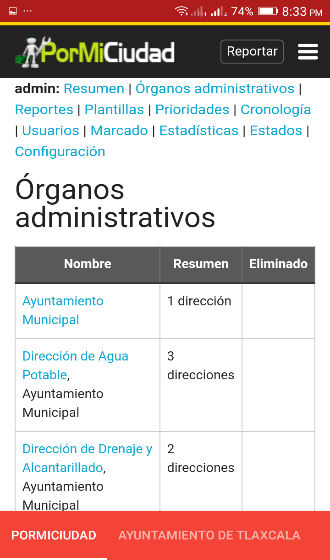 74% 8:33 PM
PorMiCiudad Reportar
admin: Resumen | Órganos administrativos |
Reportes | Plantillas | Prioridades | Cronología
| Usuarios | Marcado | Estadísticas | Estados |
Configuración
Órganos
administrativos
Nombre Resumen Eliminado
Ayuntamiento 1 dirección
Municipal
Dirección de Agua 3
Potable, direcciones
Ayuntamiento
Municipal
Dirección de Drenaje y 2
Alcantarillado, direcciones
Ayuntamiento
Municipal
PORMICIUDAD AYUNTAMIENTO DE TLAXCALA